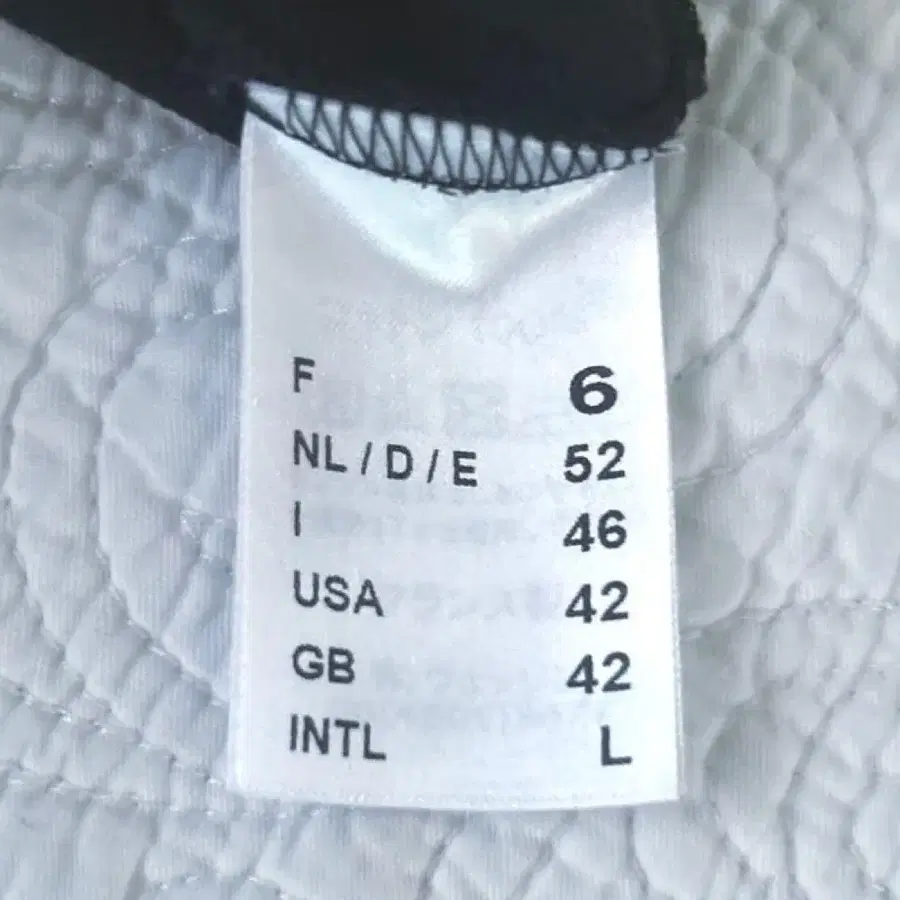 F 6
NL / D / E 52
I 46
USA 42
GB 42
INTL L